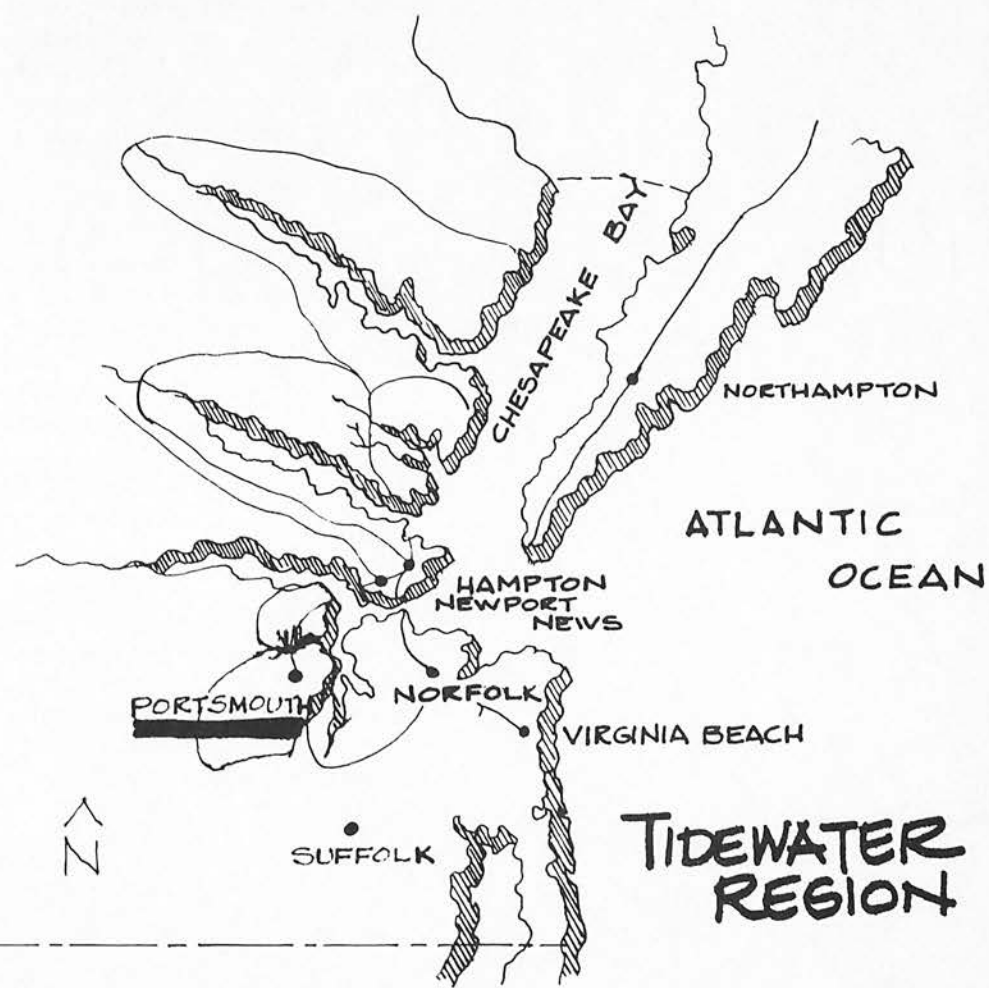 CHESAPEAKE BAY
NORTHAMPTON
ATLANTIC
OCEAN
HAMPTON
NEWPORT
NEWS
PORTSMOUTH
NORFOLK
VIRGINIA BEACH
N
SUFFOLK
TIDEWATER
REGION